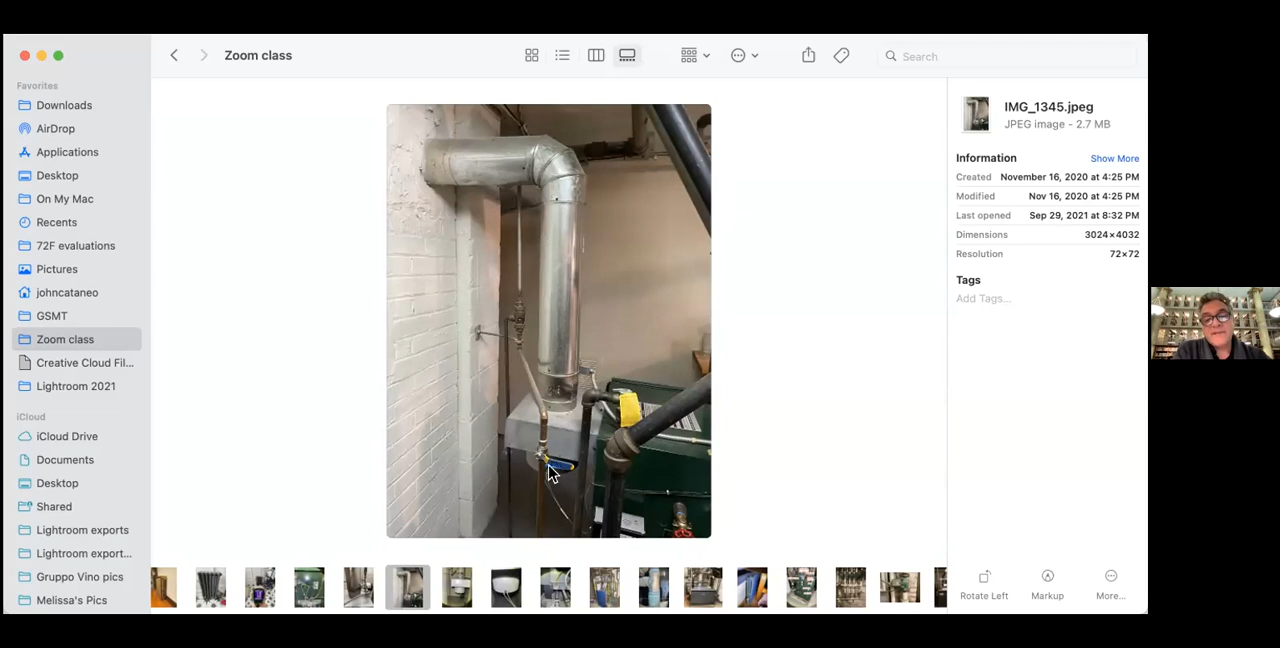 Zoom class
Search
Favorites
Downloads
AirDrop
Applications
Desktop
On My Mac
Recents
72F evaluations
Pictures
johncataneo
GSMT
Zoom class
Creative Cloud Fil...
Lightroom 2021
iCloud
iCloud Drive
Documents
Desktop
Shared
Lightroom exports
Lightroom export...
Gruppo Vino pics
Melissa's Pics
IMG_1345.jpeg
JPEG image - 2.7 MB
Information Show More
Created November 16, 2020 at 4:25 PM
Modified Nov 16, 2020 at 4:25 PM
Last opened Sep 29, 2021 at 8:32 PM
Dimensions 3024×4032
Resolution 72×72
Tags
Add Tags...
Rotate Left Markup More...